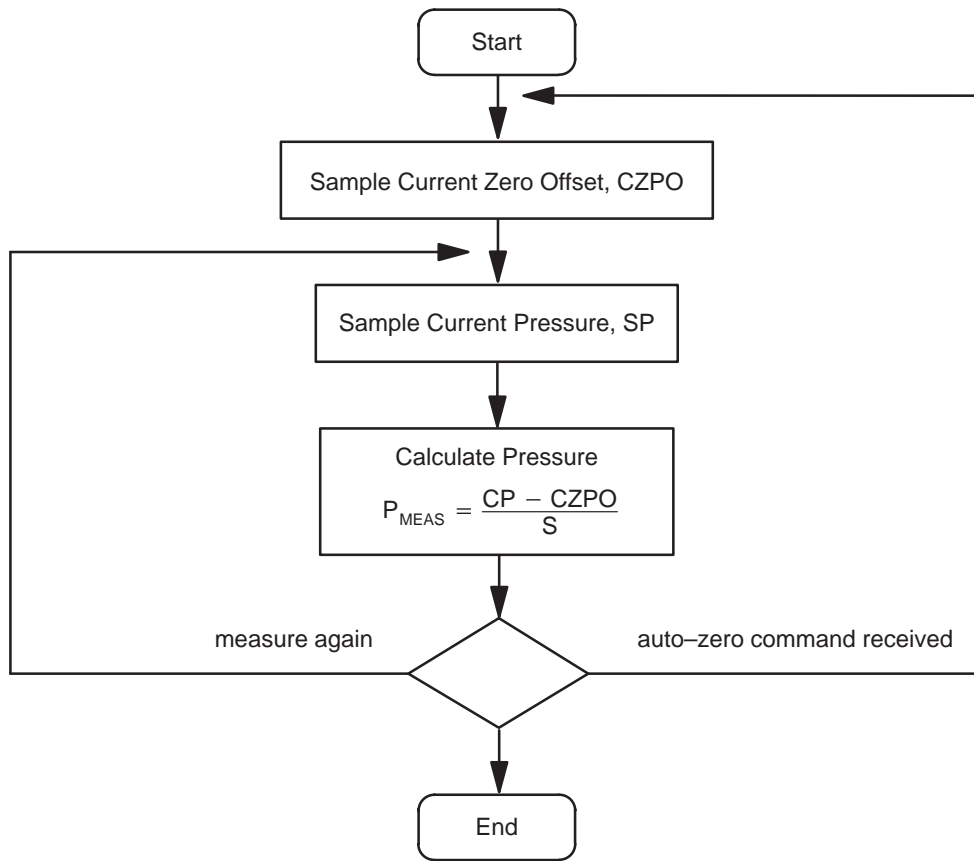 Start
Sample Current Zero Offset, CZPO
Sample Current Pressure, SP
Calculate Pressure
P_MEAS = (CP − CZPO) / S
measure again
auto–zero command received
End